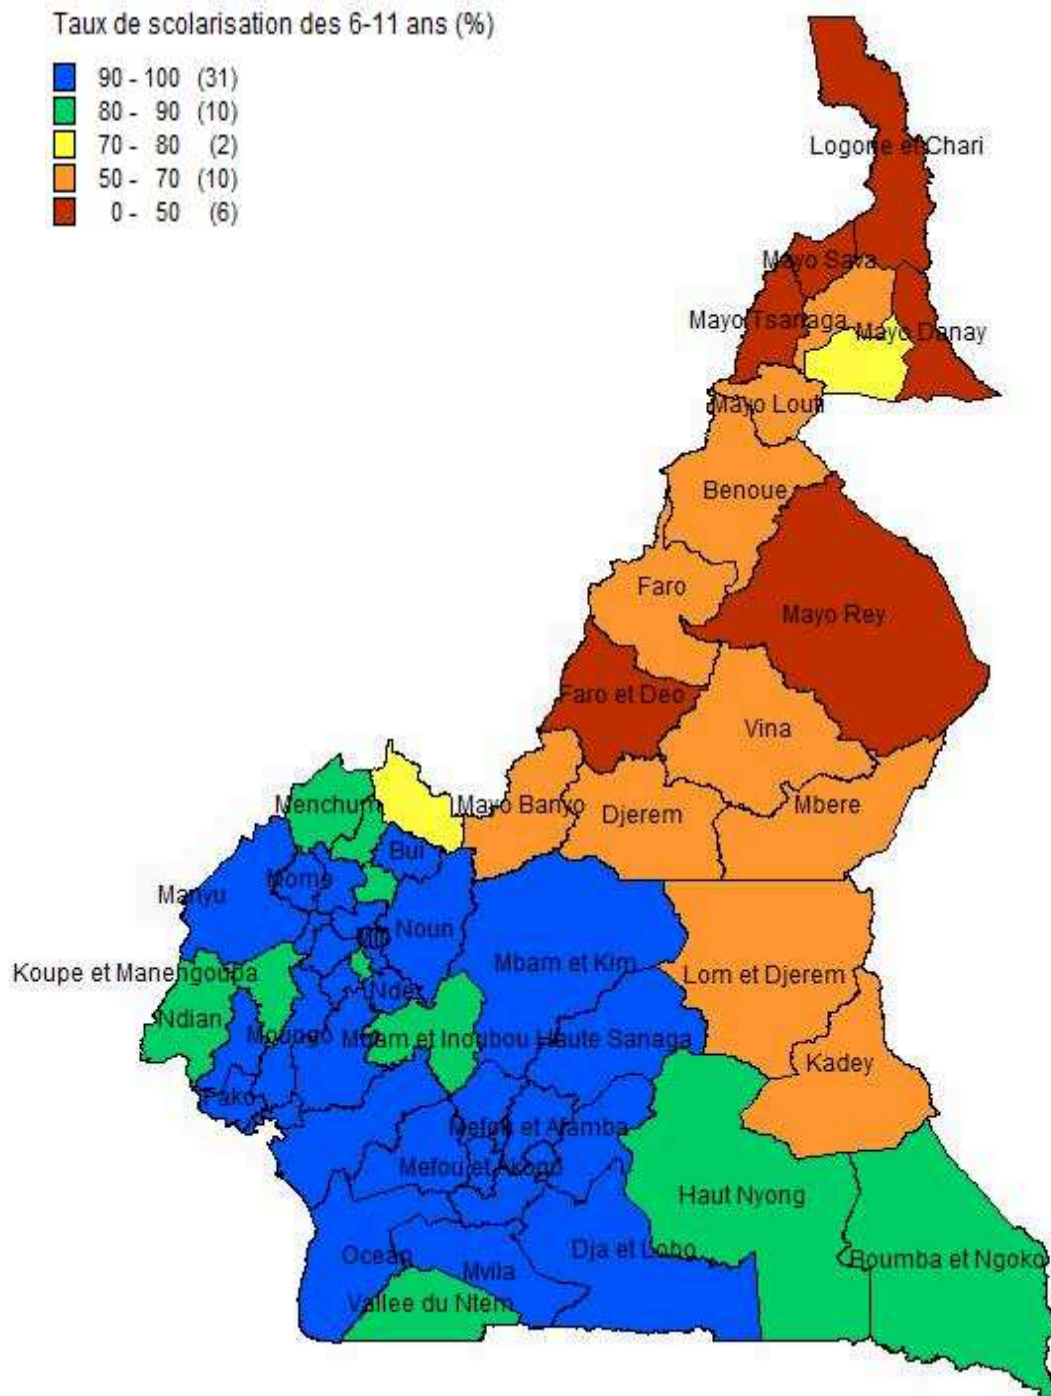 Taux de scolarisation des 6-11 ans (%)
90 - 100 (31)
80 - 90 (10)
70 - 80 (2)
50 - 70 (10)
0 - 50 (6)
Logone et Chari
Mayo Sava
Mayo Tsanaga
Mayo Danay
Mayo Louti
Benoue
Faro
Mayo Rey
Faro et Deo
Vina
Menchum
Mayo Banyo
Djerem
Mbere
Bui
Momo
Manyu
Noun
Mbam et Kim
Koupe et Manengouba
Lom et Djerem
Nde
Ndian
Moungo
Mbam et Inoubou
Haute Sanaga
Kadey
Fako
Mefou et Afamba
Mefou et Akono
Haut Nyong
Ocean
Dja et Lobo
Boumba et Ngoko
Mvila
Vallee du Ntem